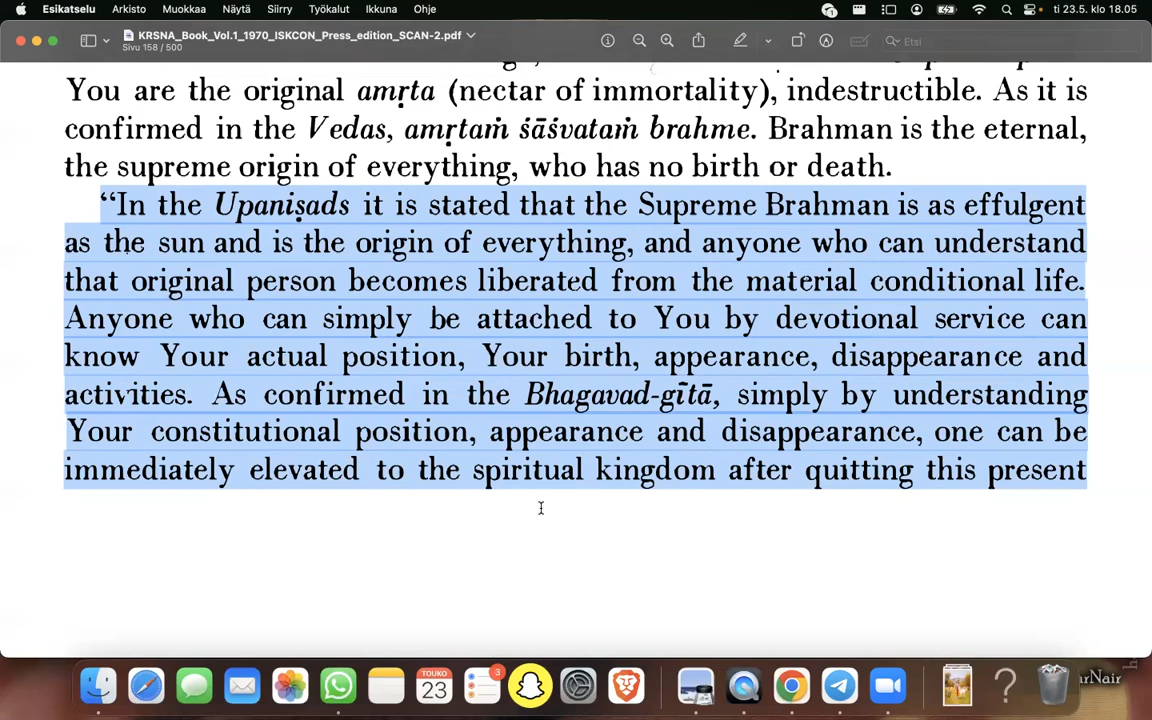 Esikatselu Arkisto Muokkaa Näytä Siirry Työkalut Ikkuna Ohje ti 23.5. klo 18.05
KRSNA_Book_Vol.1_1970_ISKCON_Press_edition_SCAN-2.pdf
Sivu 158 / 500
Etsi
You are the original amṛta (nectar of immortality), indestructible. As it is
confirmed in the Vedas, amṛtaṁ śāśvataṁ brahme. Brahman is the eternal,
the supreme origin of everything, who has no birth or death.
“In the Upaniṣads it is stated that the Supreme Brahman is as effulgent
as the sun and is the origin of everything, and anyone who can understand
that original person becomes liberated from the material conditional life.
Anyone who can simply be attached to You by devotional service can
know Your actual position, Your birth, appearance, disappearance and
activities. As confirmed in the Bhagavad-gītā, simply by understanding
Your constitutional position, appearance and disappearance, one can be
immediately elevated to the spiritual kingdom after quitting this present
TOUKO
23
3
arNair